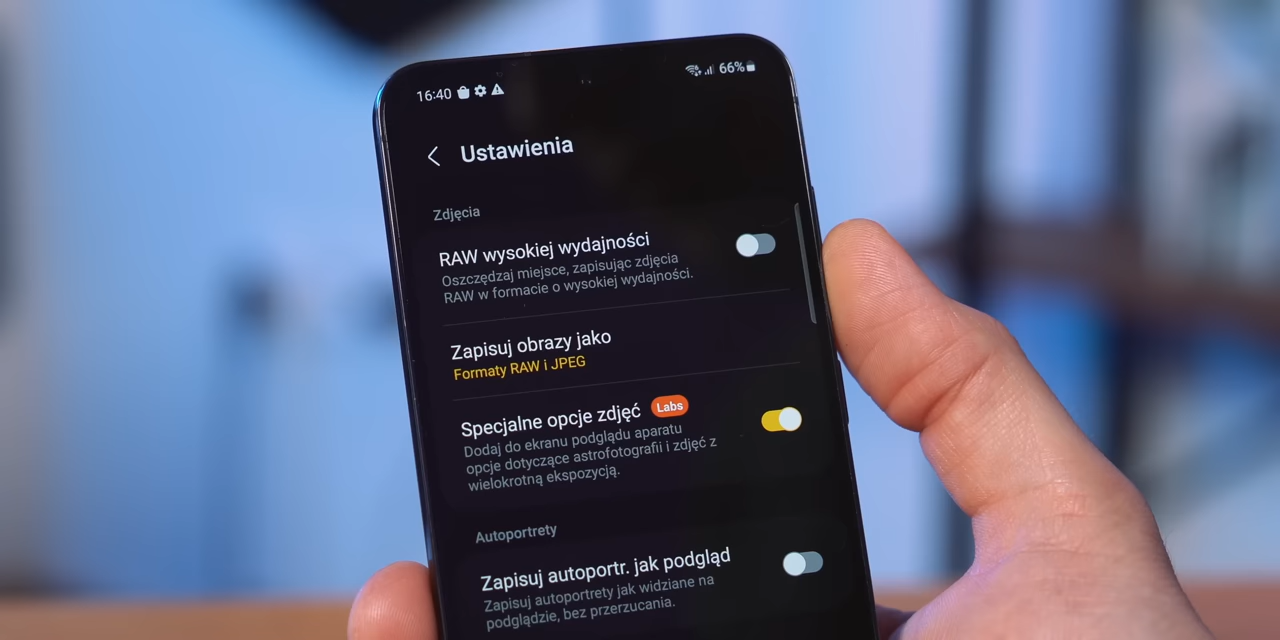 16:40 66%
Ustawienia
Zdjęcia
RAW wysokiej wydajności
Oszczędzaj miejsce, zapisując zdjęcia
RAW w formacie o wysokiej wydajności.
Zapisuj obrazy jako
Formaty RAW i JPEG
Specjalne opcje zdjęć Labs
Dodaj do ekranu podglądu aparatu
opcje dotyczące astrofotografii i zdjęć z
wielokrotną ekspozycją.
Autoportrety
Zapisuj autoportr. jak podgląd
Zapisuj autoportrety jak widziane na
podglądzie, bez przerzucania.